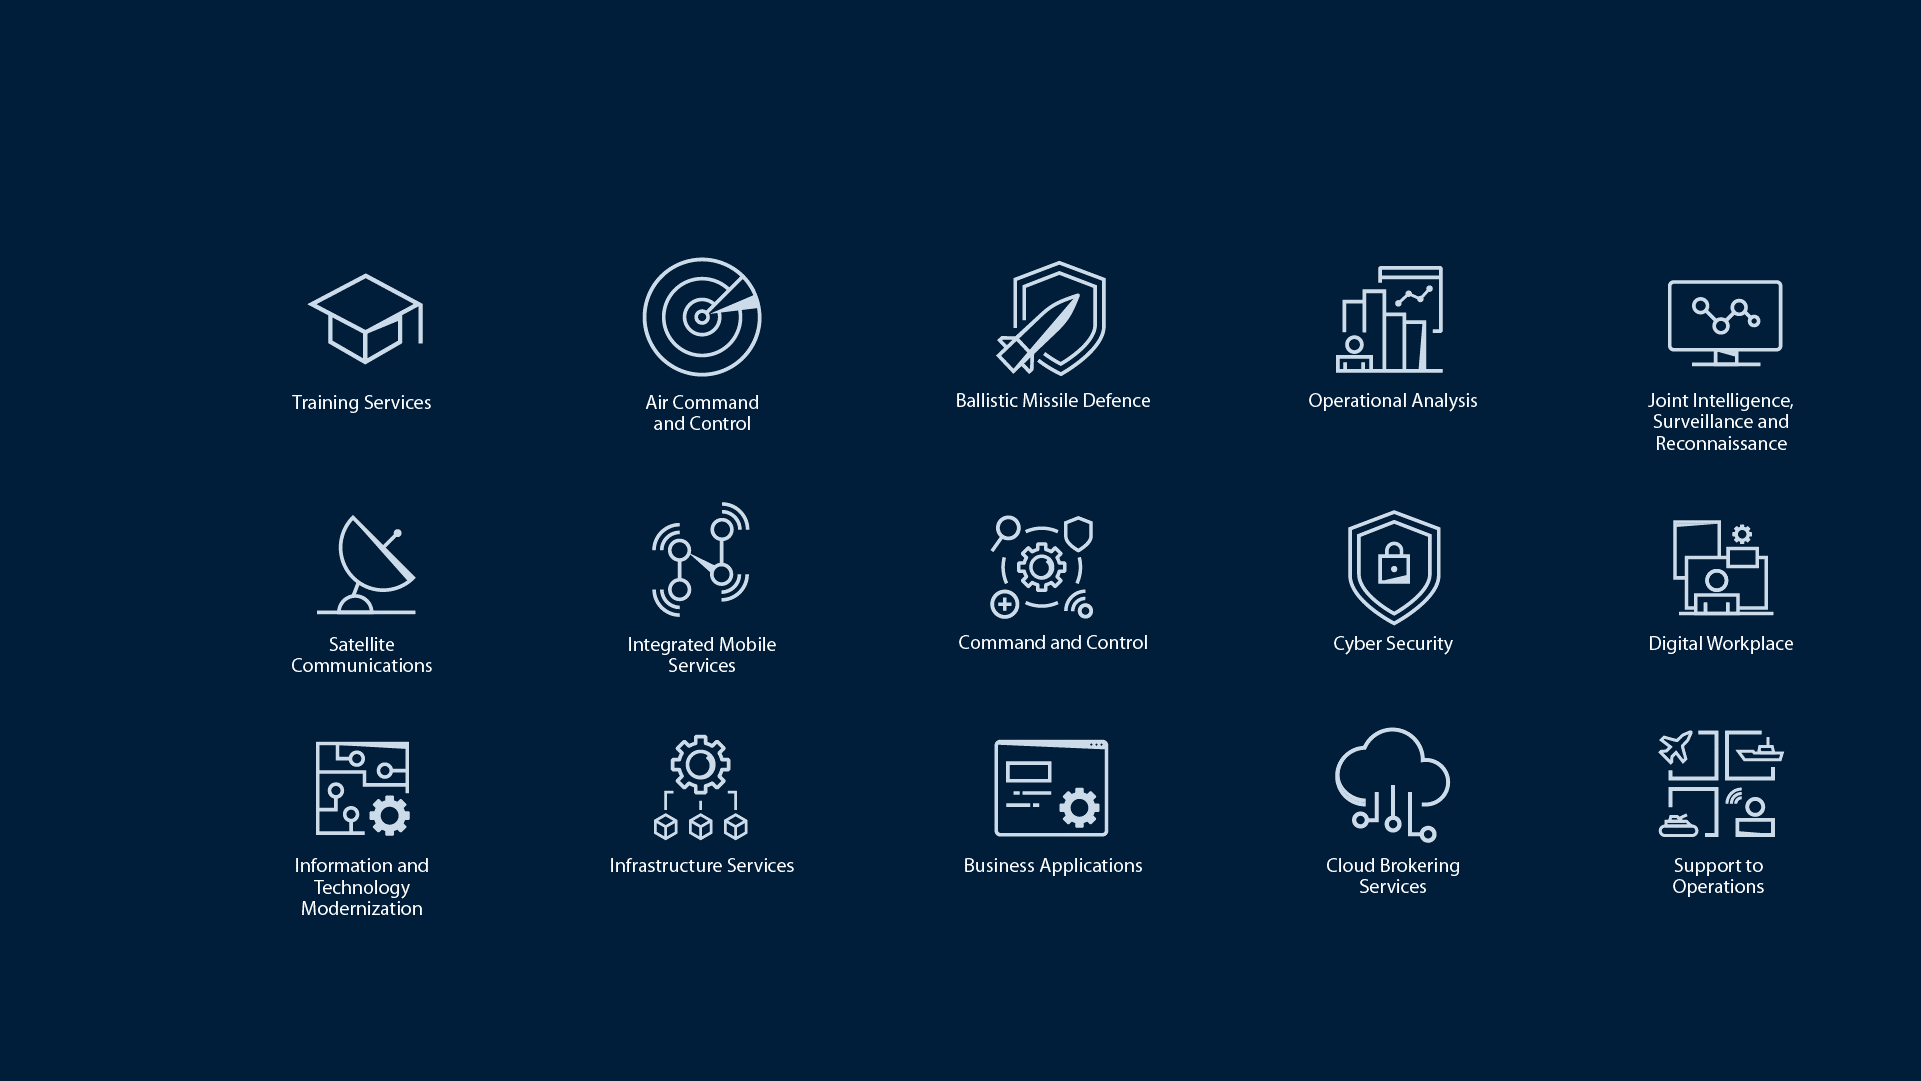 Training Services
Air Command
and Control
Ballistic Missile Defence
Operational Analysis
Joint Intelligence,
Surveillance and
Reconnaissance
Satellite
Communications
Integrated Mobile
Services
Command and Control
Cyber Security
Digital Workplace
Information and
Technology
Modernization
Infrastructure Services
Business Applications
Cloud Brokering
Services
Support to
Operations